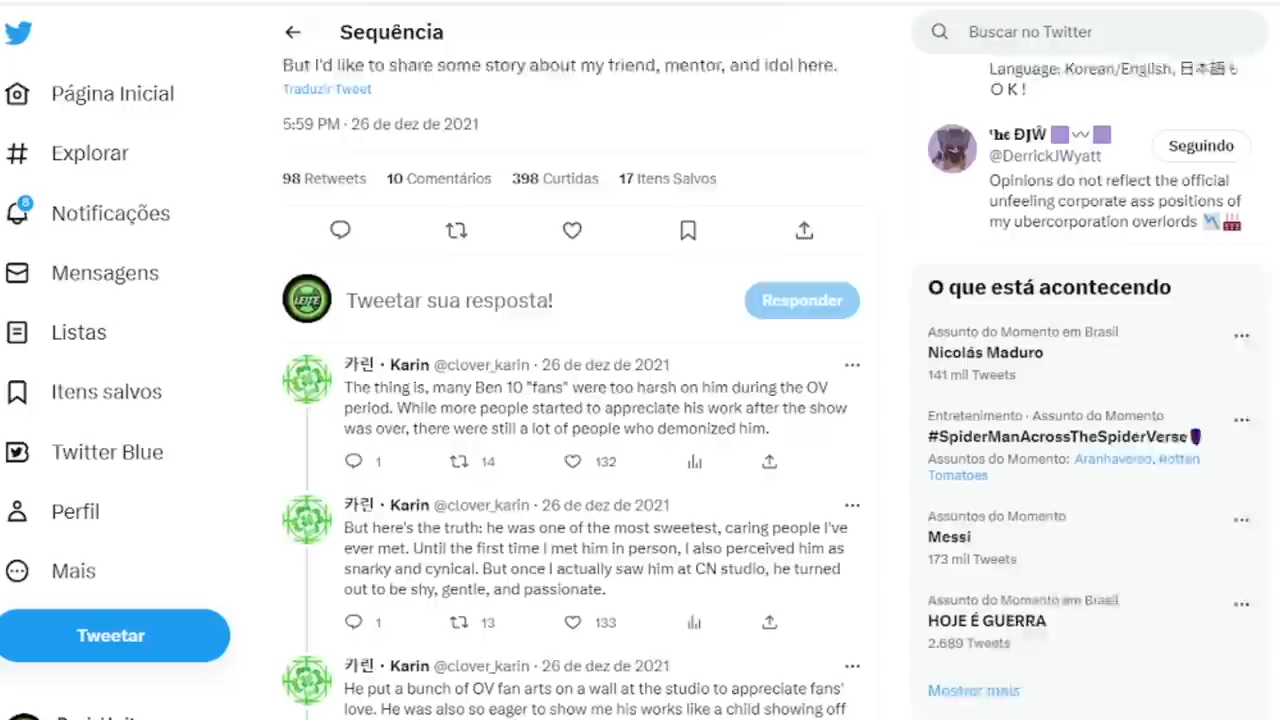 Página Inicial
Explorar
8
Notificações
Mensagens
Listas
Itens salvos
Twitter Blue
Perfil
Mais
Tweetar
Sequência
But I'd like to share some story about my friend, mentor, and idol here.
Traduzir Tweet
5:59 PM · 26 de dez de 2021
98 Retweets 10 Comentários 398 Curtidas 17 Itens Salvos
LEITE
Tweetar sua resposta!
Responder
카린 · Karin @clover_karin · 26 de dez de 2021
The thing is, many Ben 10 "fans" were too harsh on him during the OV
period. While more people started to appreciate his work after the show
was over, there were still a lot of people who demonized him.
1 14 132
카린 · Karin @clover_karin · 26 de dez de 2021
But here's the truth: he was one of the most sweetest, caring people I've
ever met. Until the first time I met him in person, I also perceived him as
snarky and cynical. But once I actually saw him at CN studio, he turned
out to be shy, gentle, and passionate.
1 13 133
카린 · Karin @clover_karin · 26 de dez de 2021
He put a bunch of OV fan arts on a wall at the studio to appreciate fans'
love. He was also so eager to show me his works like a child showing off
Buscar no Twitter
Language: Korean/English, 日本語も
ＯＫ！
@DerrickJWyatt
Seguindo
Opinions do not reflect the official
unfeeling corporate ass positions of
my ubercorporation overlords
O que está acontecendo
Assunto do Momento em Brasil
Nicolás Maduro
141 mil Tweets
Entretenimento · Assunto do Momento
#SpiderManAcrossTheSpiderVerse
Assuntos do Momento: Aranhaverso, Rotten
Tomatoes
Assuntos do Momento
Messi
173 mil Tweets
Assunto do Momento em Brasil
HOJE É GUERRA
2.689 Tweets
Mostrar mais